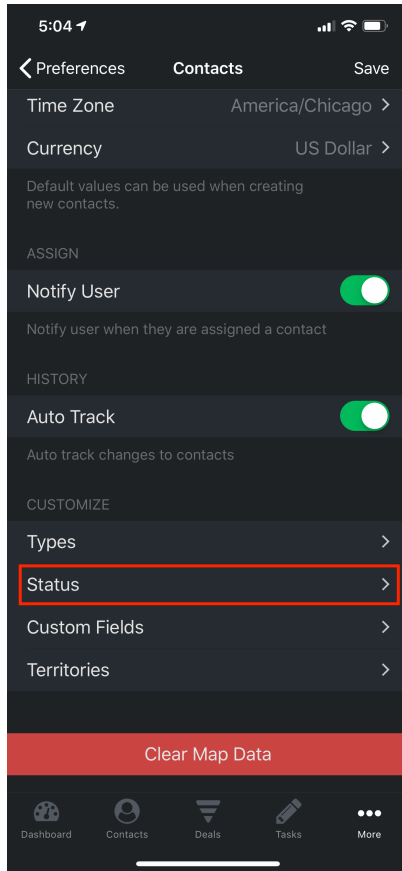 5:04
Preferences Contacts Save
Time Zone America/Chicago
Currency US Dollar
Default values can be used when creating
new contacts.
ASSIGN
Notify User
Notify user when they are assigned a contact
HISTORY
Auto Track
Auto track changes to contacts
CUSTOMIZE
Types
Status
Custom Fields
Territories
Clear Map Data
Dashboard Contacts Deals Tasks More